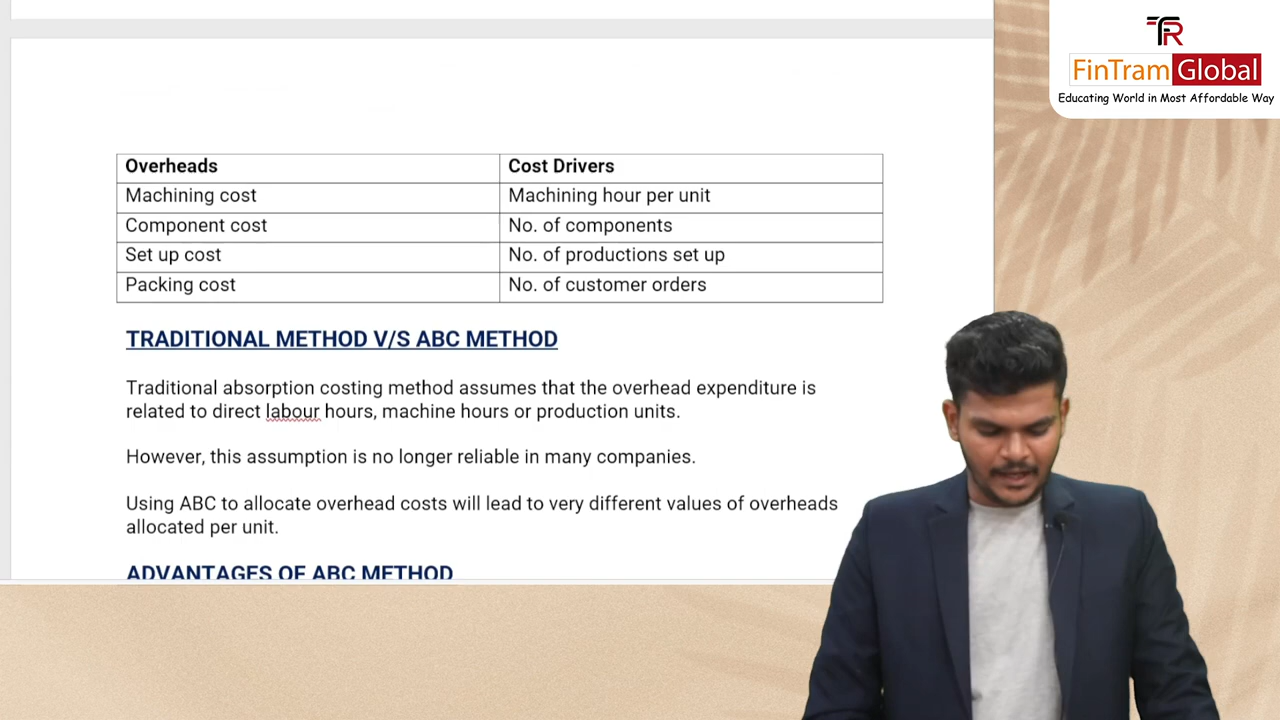 TR
FinTram Global
Educating World in Most Affordable Way
Overheads Cost Drivers
Machining cost Machining hour per unit
Component cost No. of components
Set up cost No. of productions set up
Packing cost No. of customer orders
TRADITIONAL METHOD V/S ABC METHOD
Traditional absorption costing method assumes that the overhead expenditure is
related to direct labour hours, machine hours or production units.
However, this assumption is no longer reliable in many companies.
Using ABC to allocate overhead costs will lead to very different values of overheads
allocated per unit.
ADVANTAGES OF ABC METHOD